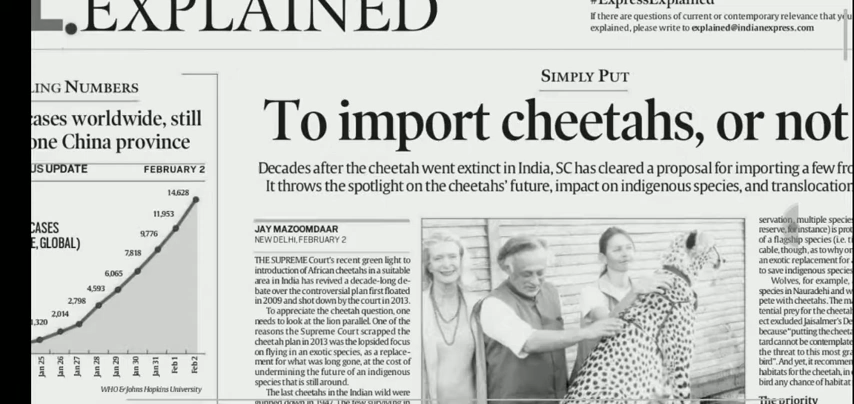 .EXPLAINED
#ExpressExplained
If there are questions of current or contemporary relevance that you
explained, please write to explained@indianexpress.com
LING NUMBERS
cases worldwide, still
one China province
US UPDATE
FEBRUARY 2
CASES
E, GLOBAL)
1,320
2,014
2,798
4,593
6,065
7,818
9,776
11,953
14,628
Jan 25
Jan 26
Jan 27
Jan 28
Jan 29
Jan 30
Jan 31
Feb 1
Feb 2
WHO & Johns Hopkins University
SIMPLY PUT
To import cheetahs, or not
Decades after the cheetah went extinct in India, SC has cleared a proposal for importing a few fro
It throws the spotlight on the cheetahs' future, impact on indigenous species, and translocation
JAY MAZOOMDAAR
NEW DELHI, FEBRUARY 2
THE SUPREME Court's recent green light to
introduction of African cheetahs in a suitable
area in India has revived a decade-long de-
bate over the controversial plan first floated
in 2009 and shot down by the court in 2013.
To appreciate the cheetah question, one
needs to look at the lion parallel. One of the
reasons the Supreme Court scrapped the
cheetah plan in 2013 was the lopsided focus
on flying in an exotic species, as a replace-
ment for what was long gone, at the cost of
undermining the future of an indigenous
species that is still around.
The last cheetahs in the Indian wild were
gunned down in 1947. The few surviving in
servation, multiple specie
reserve, for instance) is prot
of a flagship species (i.e. ti
cable, though, as to why or
an exotic replacement for
to save indigenous specie
Wolves, for example,
species in Nauradehi and w
pete with cheetahs. The m
tential prey for the cheetah
ect excluded Jaisalmer's De
because "putting the cheeta
tard cannot be contemplate
the threat to this most gra
bird". And yet, it recommen
habitats for the cheetah, in
bird any chance of habitat
The priority